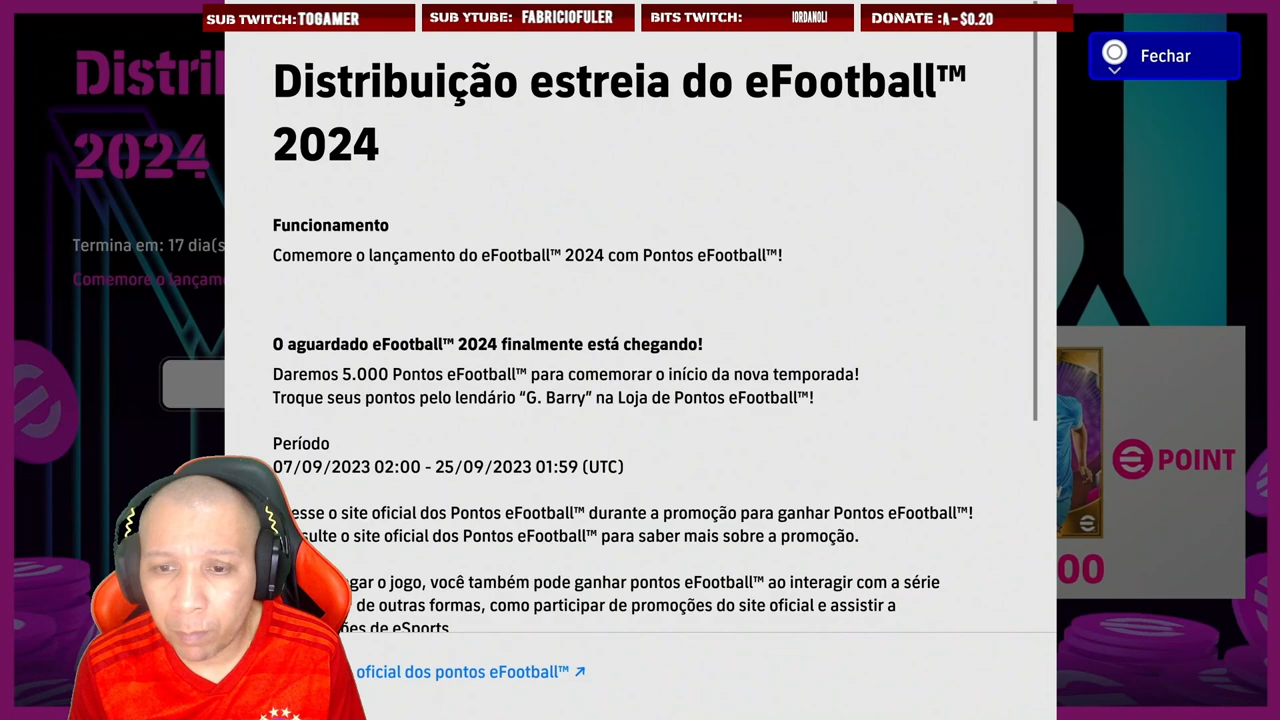 SUB TWITCH: TOGAMER
SUB YTUBE: FABRICIOFULER
BITS TWITCH: IORDANOLI
DONATE :A - $0.20
Fechar
Distribuição estreia do eFootball™
2024
Distril
2024
Termina em: 17 dia(s
Comemore o lançam
Funcionamento
Comemore o lançamento do eFootball™ 2024 com Pontos eFootball™!
O aguardado eFootball™ 2024 finalmente está chegando!
Daremos 5.000 Pontos eFootball™ para comemorar o início da nova temporada!
Troque seus pontos pelo lendário “G. Barry” na Loja de Pontos eFootball™!
Período
07/09/2023 02:00 - 25/09/2023 01:59 (UTC)
esse o site oficial dos Pontos eFootball™ durante a promoção para ganhar Pontos eFootball™!
sulte o site oficial dos Pontos eFootball™ para saber mais sobre a promoção.
gar o jogo, você também pode ganhar pontos eFootball™ ao interagir com a série
de outras formas, como participar de promoções do site oficial e assistir a
ões de eSports
oficial dos pontos eFootball™ ↗
POINT
00